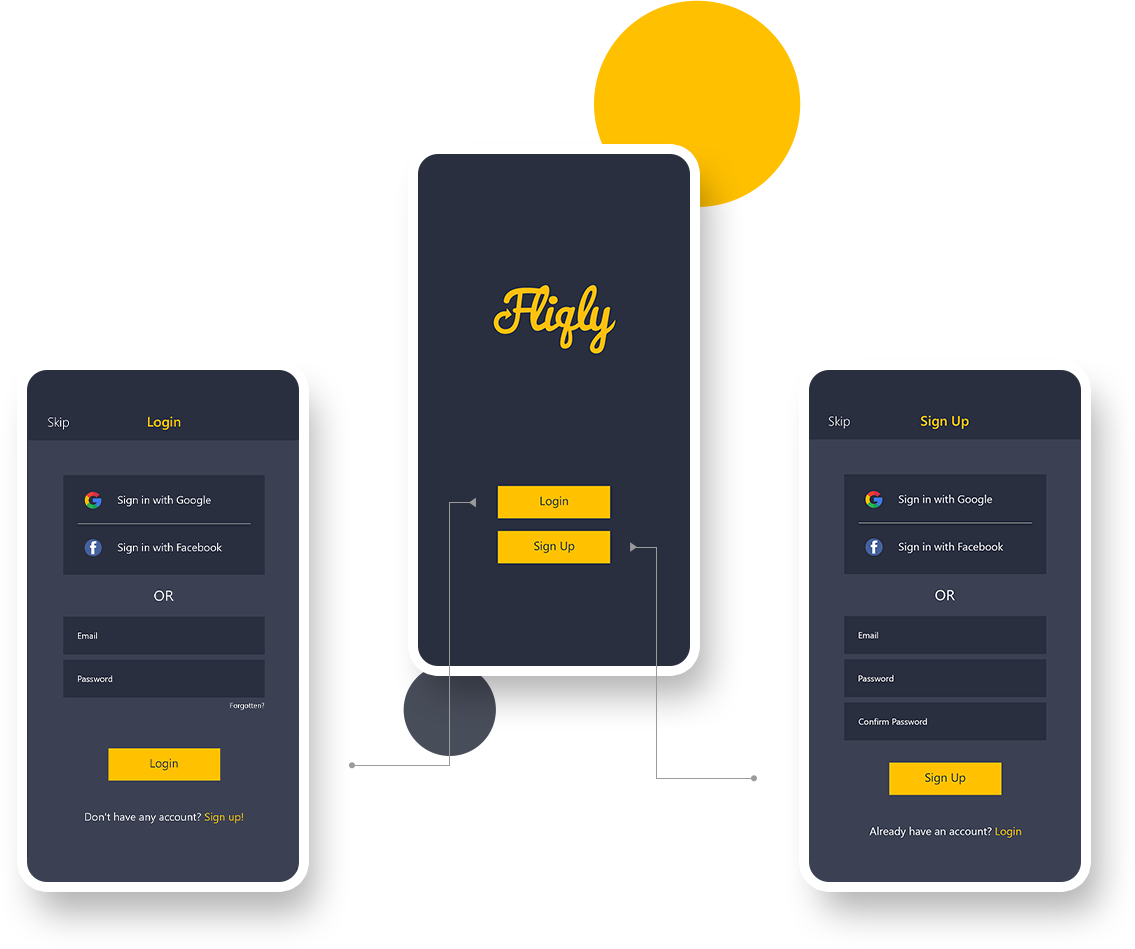 Fliqly
Login
Sign Up
Skip
Login
Sign in with Google
Sign in with Facebook
OR
Email
Password
Forgotten?
Login
Don't have any account? Sign up!
Skip
Sign Up
Sign in with Google
Sign in with Facebook
OR
Email
Password
Confirm Password
Sign Up
Already have an account? Login